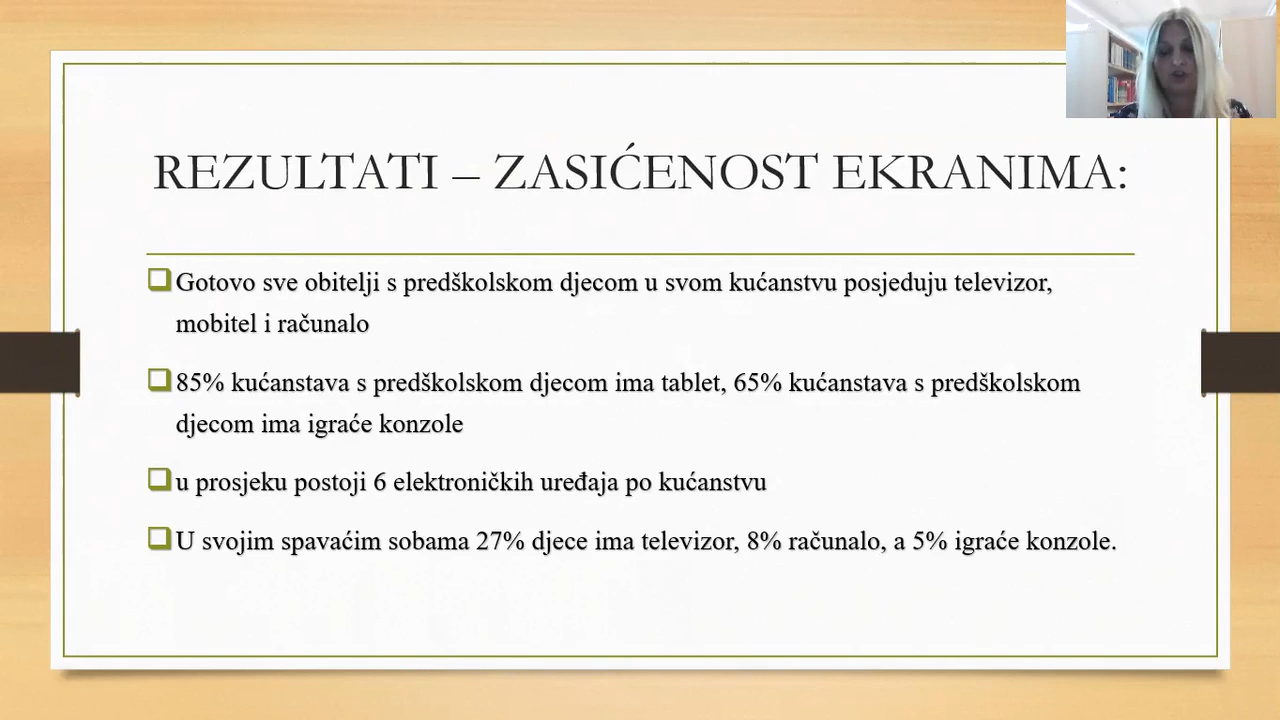 REZULTATI – ZASIĆENOST EKRANIMA:
Gotovo sve obitelji s predškolskom djecom u svom kućanstvu posjeduju televizor,
mobitel i računalo
85% kućanstava s predškolskom djecom ima tablet, 65% kućanstava s predškolskom
djecom ima igraće konzole
u prosjeku postoji 6 elektroničkih uređaja po kućanstvu
U svojim spavaćim sobama 27% djece ima televizor, 8% računalo, a 5% igraće konzole.